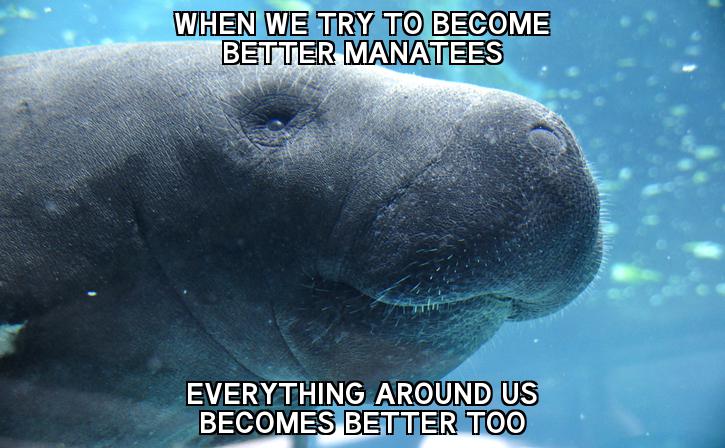 WHEN WE TRY TO BECOME
BETTER MANATEES
EVERYTHING AROUND US
BECOMES BETTER TOO